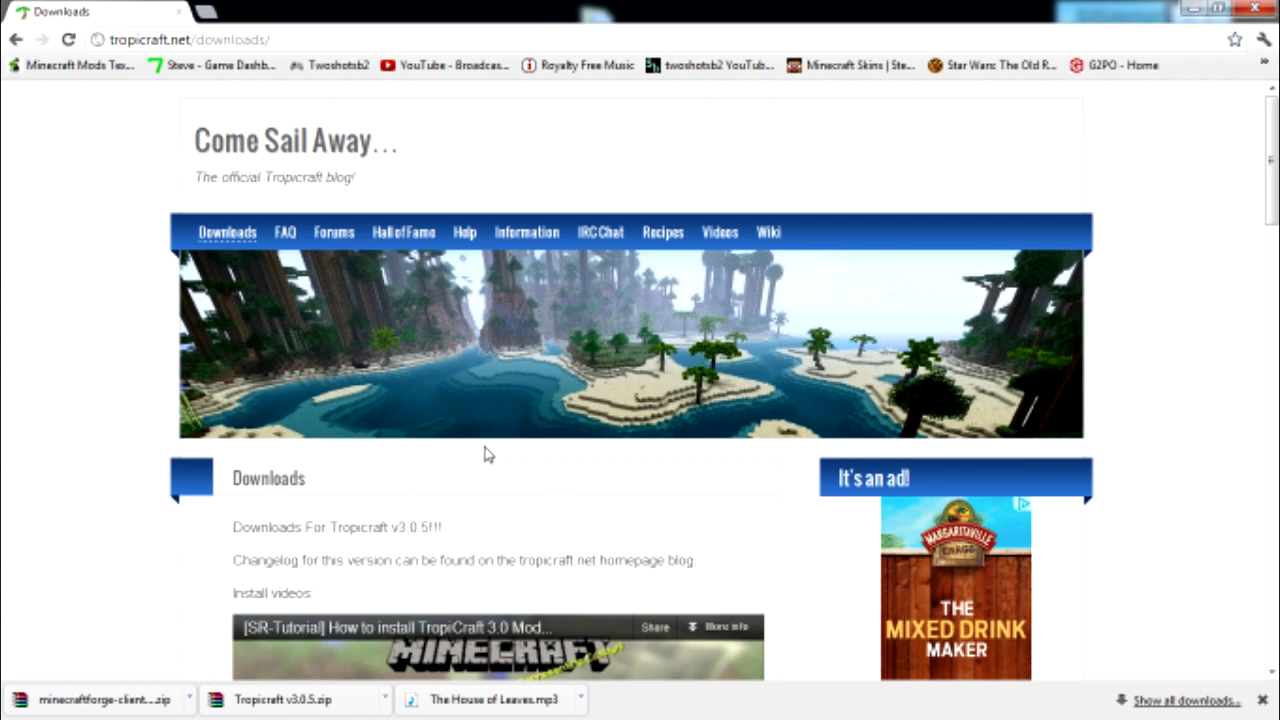 Downloads
tropicraft.net/downloads/
Minecraft Mods Tex... Steve - Game Dashb... Twoshotsb2 YouTube - Broadcas... Royalty Free Music twoshotsb2 YouTub... Minecraft Skins | Ste... Star Wars: The Old R... G2PO - Home
Come Sail Away...
The official Tropicraft blog!
Downloads FAQ Forums Hall of Fame Help Information IRC Chat Recipes Videos Wiki
Downloads
It's an ad!
Downloads For Tropicraft v3.0.5!!!
Changelog for this version can be found on the tropicraft.net homepage blog.
Install videos
[SR-Tutorial] How to install TropiCraft 3.0 Mod... Share More info
MINECRAFT
MARGARITAVILLE
CARGO
THE
MIXED DRINK
MAKER
minecraftforge-client....zip Tropicraft v3.0.5.zip The House of Leaves.mp3 Show all downloads...